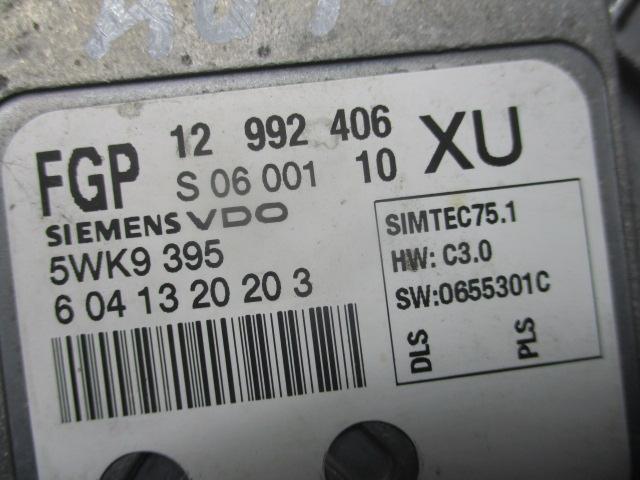 FGP 12 992 406 XU
S 06 001 10
SIEMENS VDO
5WK9 395
6 04 13 20 20 3
SIMTEC75.1
HW: C3.0
SW:0655301C
DLS PLS